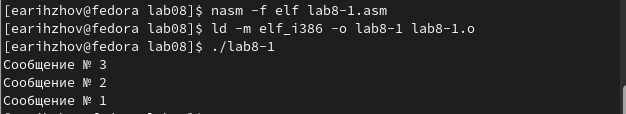 [earihzhov@fedora lab08]$ nasm -f elf lab8-1.asm
[earihzhov@fedora lab08]$ ld -m elf_i386 -o lab8-1 lab8-1.o
[earihzhov@fedora lab08]$ ./lab8-1
Сообщение № 3
Сообщение № 2
Сообщение № 1